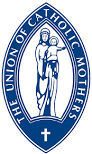 THE UNION OF CATHOLIC MOTHERS